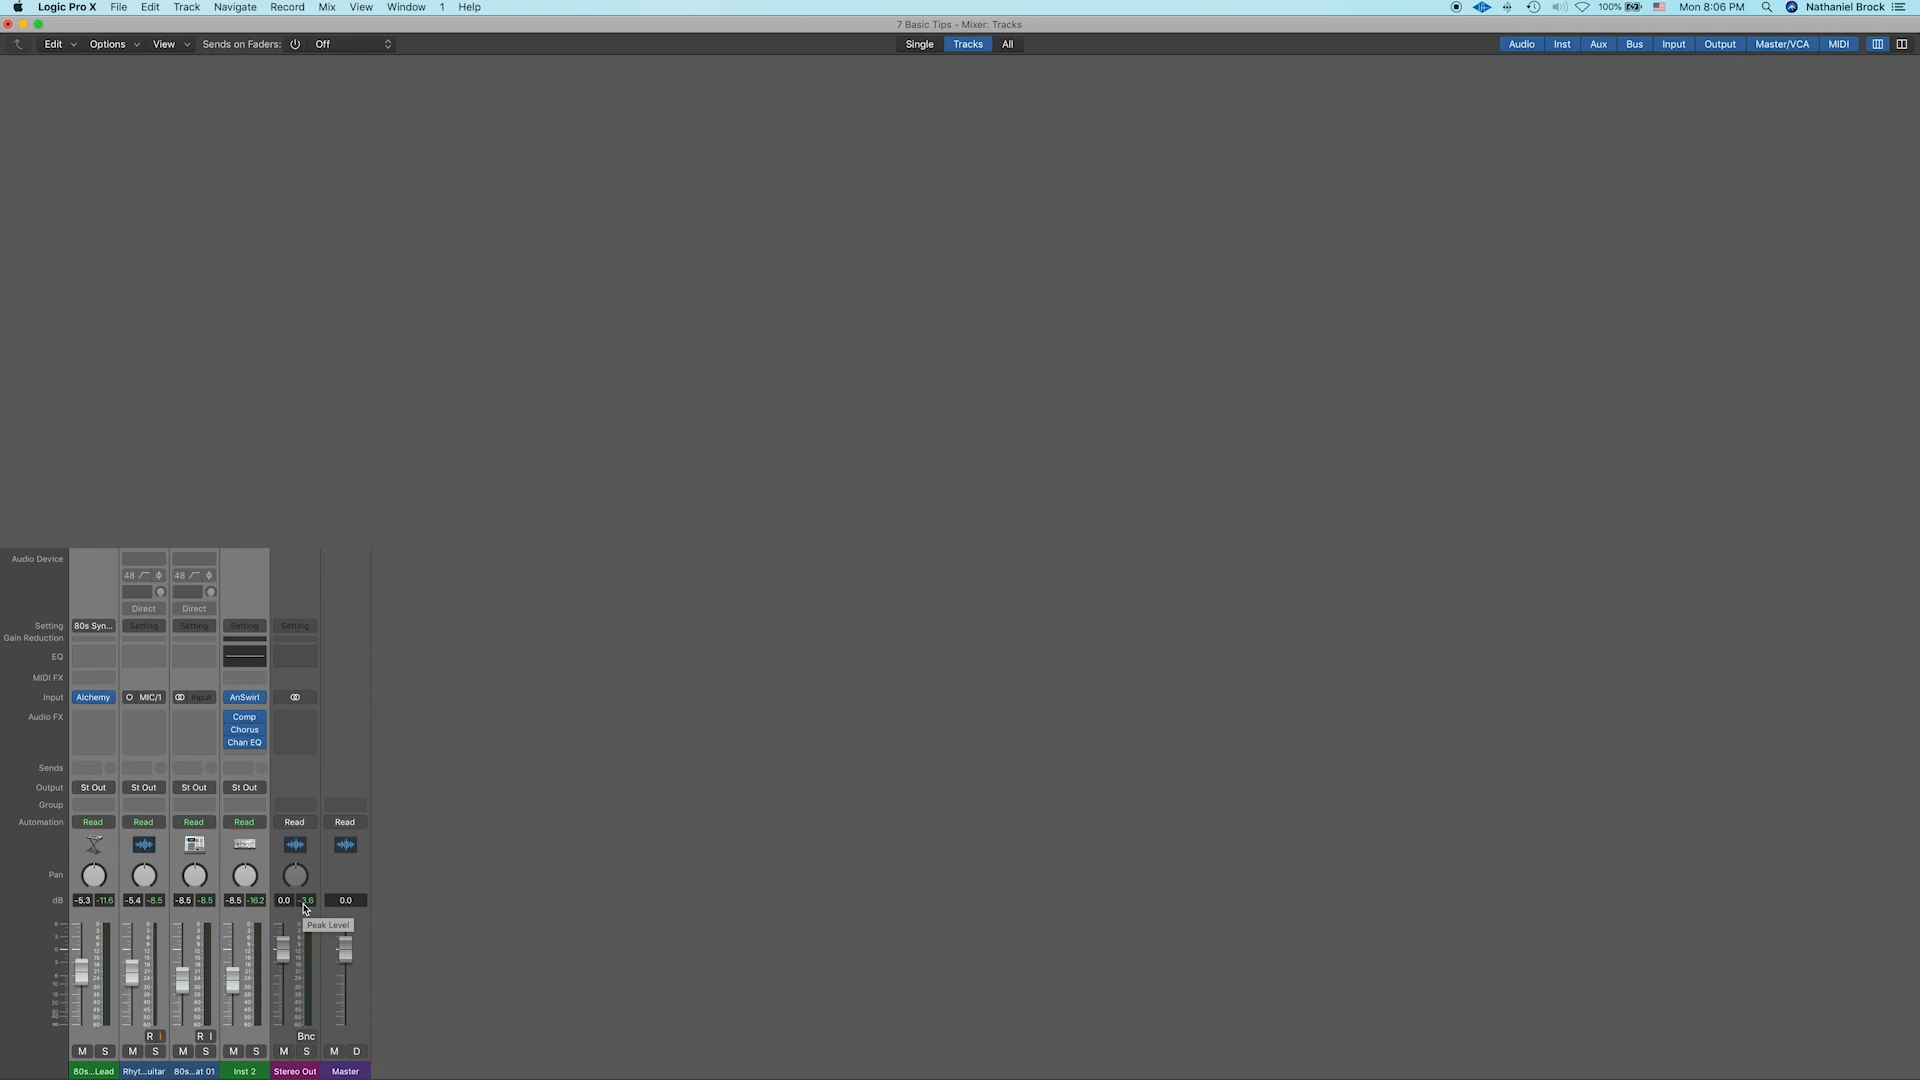 Logic Pro X File Edit Track Navigate Record Mix View Window 1 Help 100% Mon 8:06 PM Nathaniel Brock
7 Basic Tips - Mixer: Tracks
Edit Options View Sends on Faders: Off Single Tracks All Audio Inst Aux Bus Input Output Master/VCA MIDI
Audio Device
48 48
Direct Direct
Setting 80s Syn... Setting Setting Setting Setting
Gain Reduction
EQ
MIDI FX
Input Alchemy MIC/1 Input AnSwirl
Audio FX Comp
Chorus
Chan EQ
Sends
Output St Out St Out St Out St Out
Group
Automation Read Read Read Read Read Read
Pan
dB -5.3 -11.6 -5.4 -8.5 -8.5 -8.5 -8.5 -16.2 0.0 -3.6 0.0
Peak Level
R I R I Bnc
M S M S M S M S M S M D
80s...Lead Rhyt...uitar 80s...at 01 Inst 2 Stereo Out Master